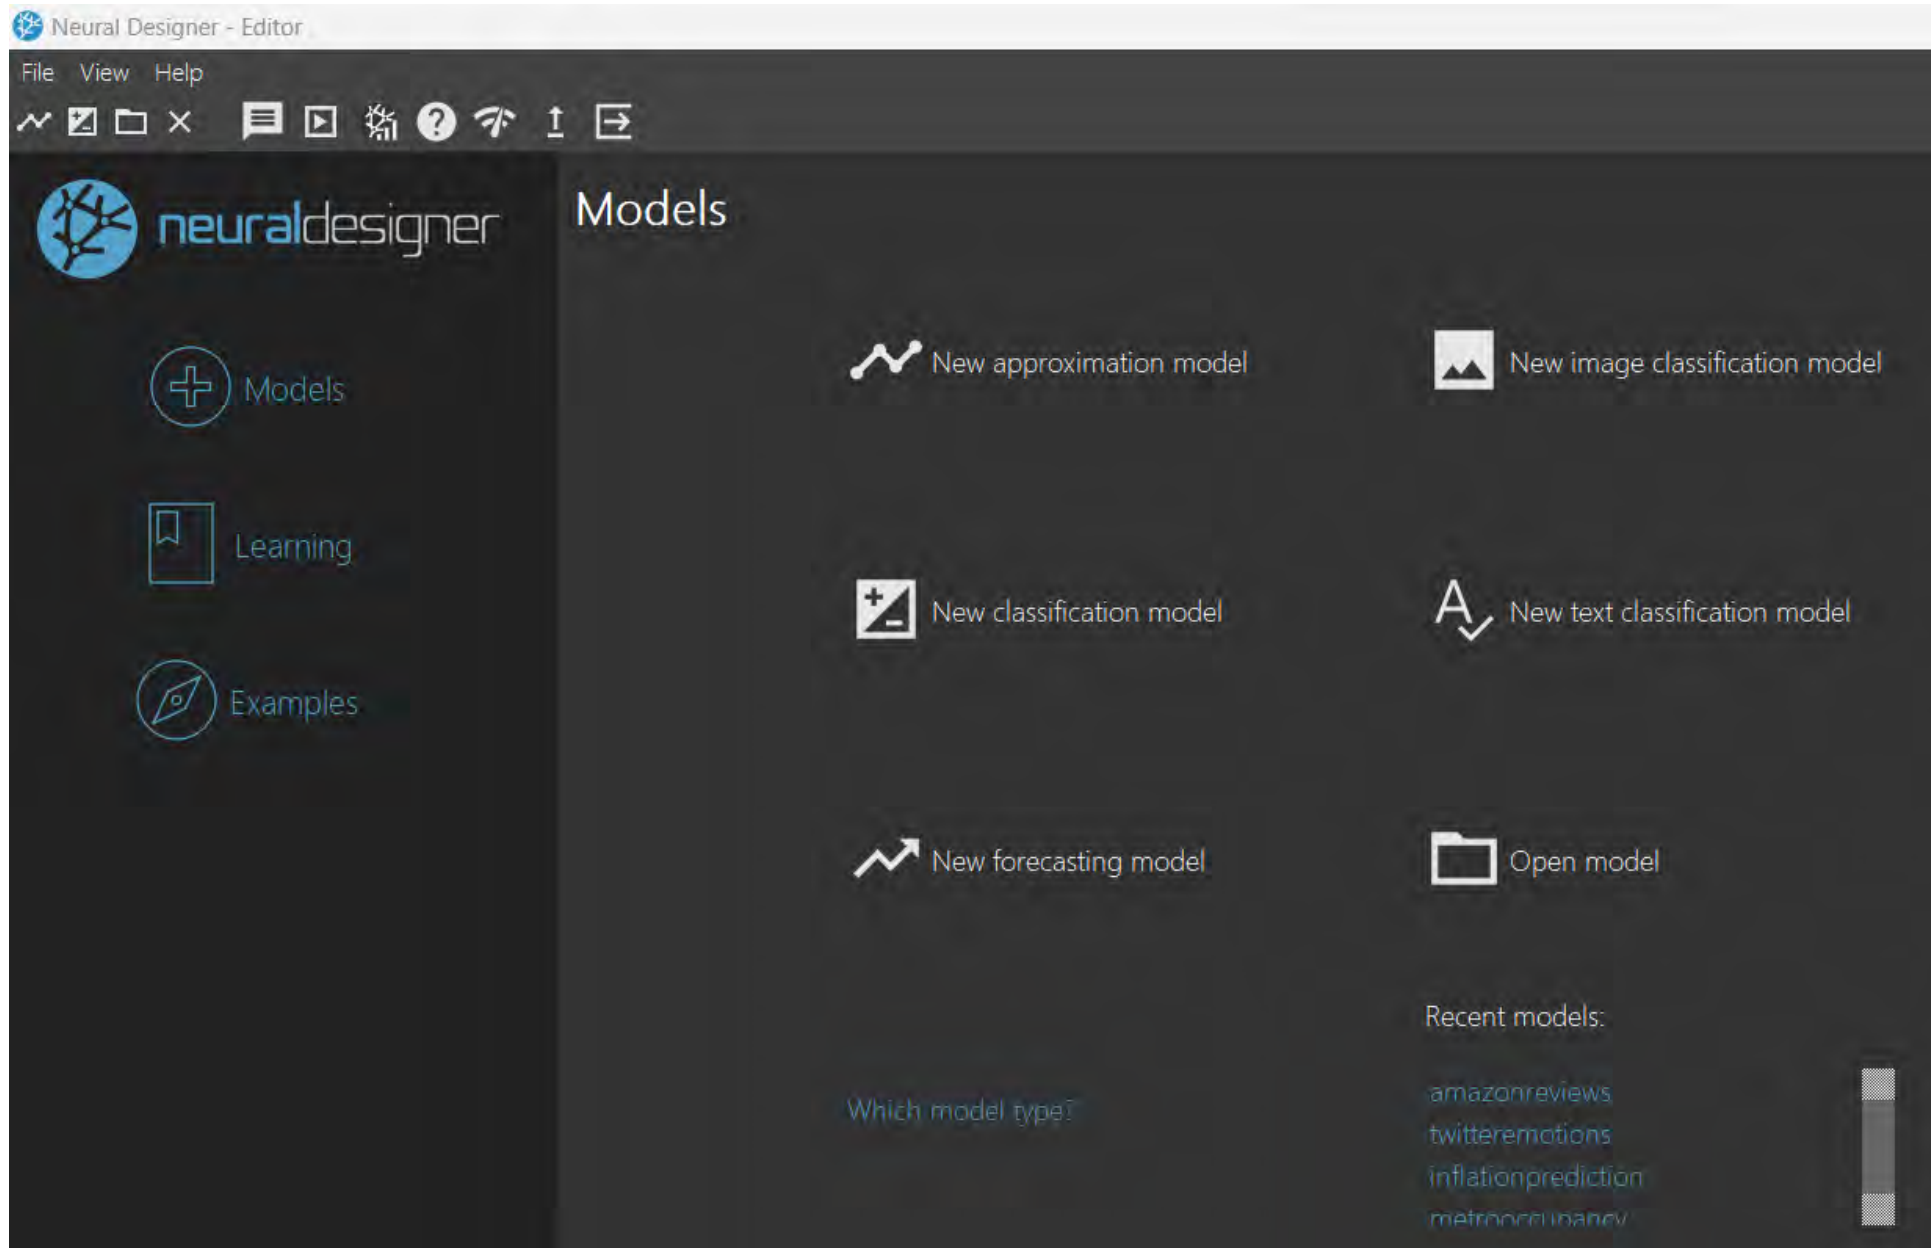 Neural Designer - Editor
File View Help
neuraldesigner
Models
Learning
Examples
Models
New approximation model
New image classification model
New classification model
New text classification model
New forecasting model
Open model
Which model type?
Recent models:
amazonreviews
twitteremotions
inflationprediction
metrooccupancy